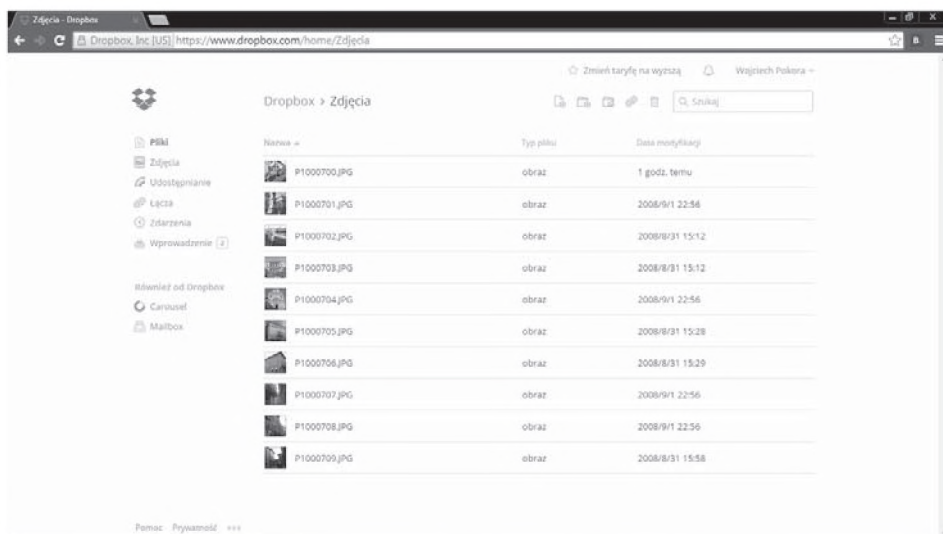 Zdjęcia - Dropbox
Dropbox, Inc [US] https://www.dropbox.com/home/Zdjęcia
Zmień taryfę na wyższą Wojciech Pokora
Dropbox > Zdjęcia Szukaj
Pliki
Zdjęcia
Udostępnianie
Łącza
Zdarzenia
Wprowadzenie 2
Również od Dropbox
Carousel
Mailbox
Nazwa Typ pliku Data modyfikacji
P1000700.JPG obraz 1 godz. temu
P1000701.JPG obraz 2008/9/1 22:56
P1000702.JPG obraz 2008/8/31 15:12
P1000703.JPG obraz 2008/8/31 15:12
P1000704.JPG obraz 2008/9/1 22:56
P1000705.JPG obraz 2008/8/31 15:28
P1000706.JPG obraz 2008/8/31 15:29
P1000707.JPG obraz 2008/9/1 22:56
P1000708.JPG obraz 2008/9/1 22:56
P1000709.JPG obraz 2008/8/31 15:58
Pomoc Prywatność